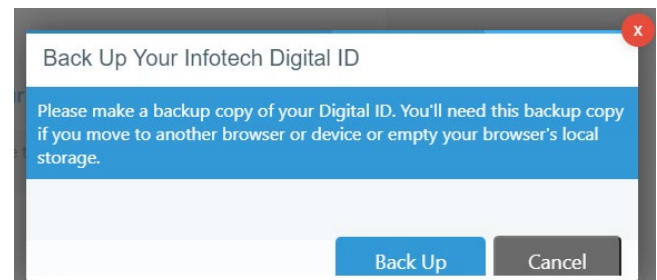 X
Back Up Your Infotech Digital ID
Please make a backup copy of your Digital ID. You'll need this backup copy
if you move to another browser or device or empty your browser's local
storage.
Back Up Cancel